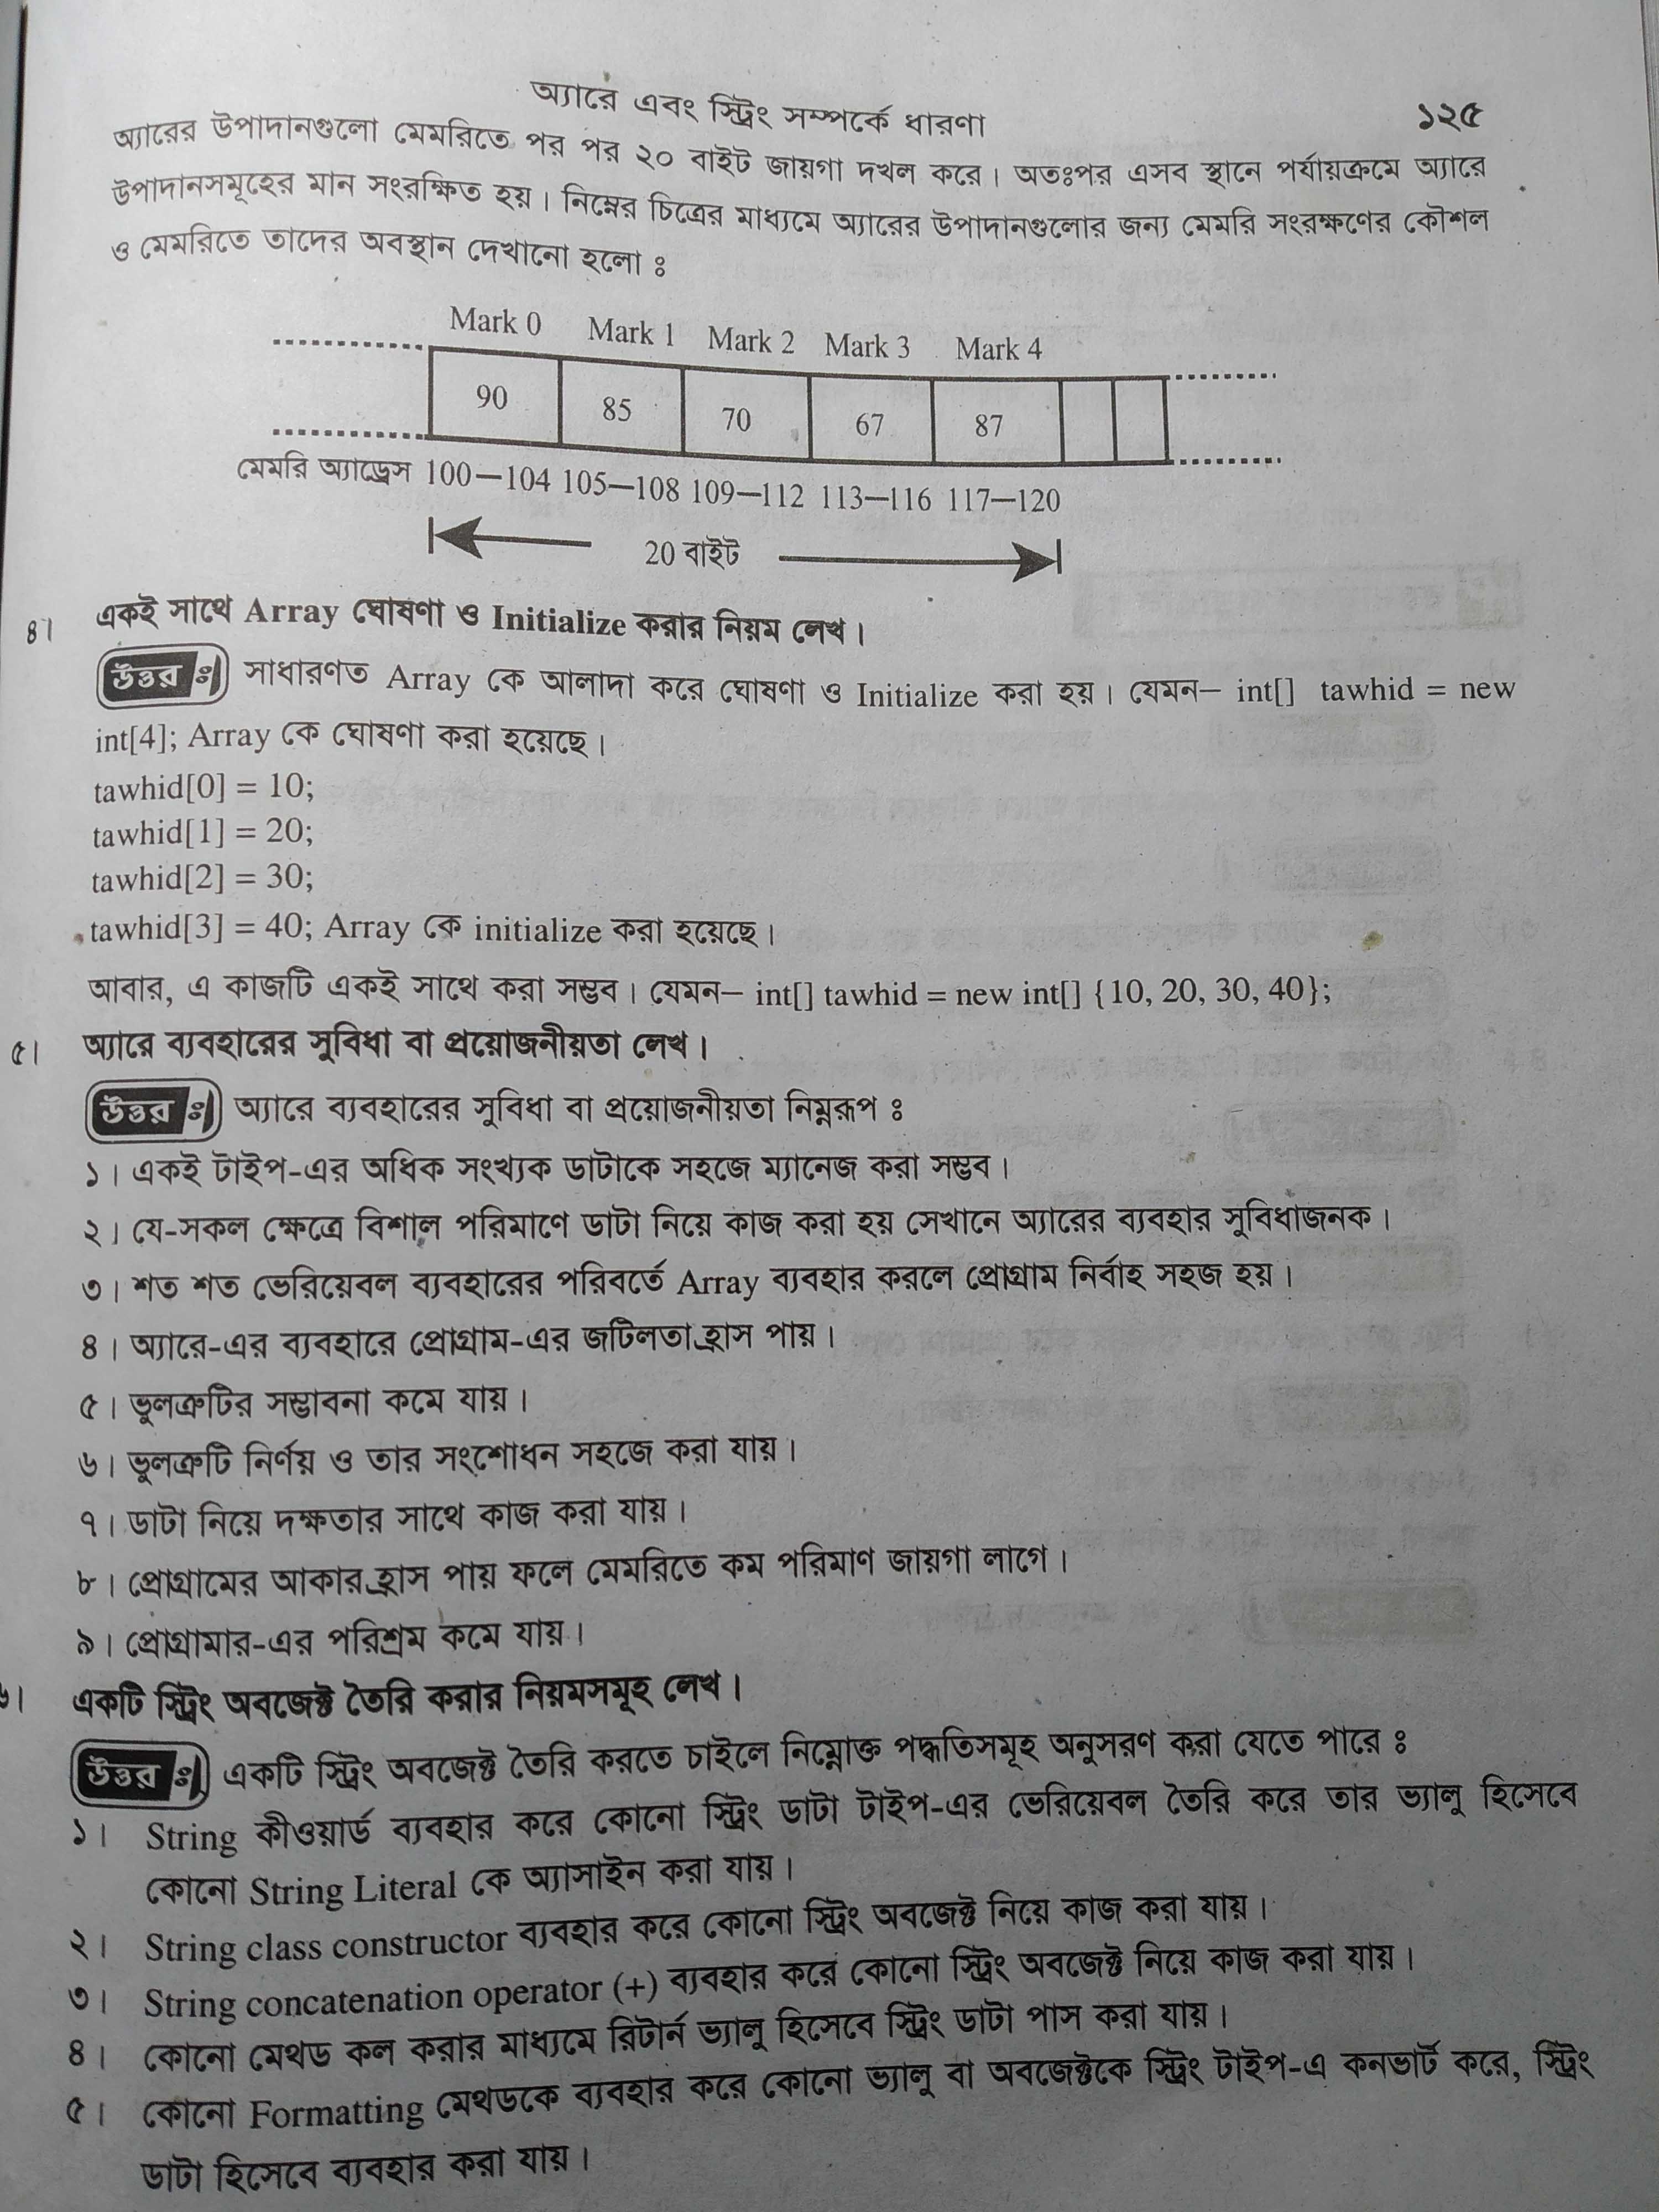 অ্যারে এবং স্ট্রিং সম্পর্কে ধারণা ১২৫
অ্যারের উপাদানগুলো মেমরিতে পর পর ২০ বাইট জায়গা দখল করে। অতঃপর এসব স্থানে পর্যায়ক্রমে অ্যারে
উপাদানসমূহের মান সংরক্ষিত হয়। নিম্নের চিত্রের মাধ্যমে অ্যারের উপাদানগুলোর জন্য মেমরি সংরক্ষণের কৌশল
ও মেমরিতে তাদের অবস্থান দেখানো হলো ঃ
Mark 0 Mark 1 Mark 2 Mark 3 Mark 4
90 85 70 67 87
মেমরি অ্যাড্রেস 100—104 105—108 109—112 113—116 117—120
20 বাইট
৪। একই সাথে Array ঘোষণা ও Initialize করার নিয়ম লেখ।
উত্তর ঃ সাধারণত Array কে আলাদা করে ঘোষণা ও Initialize করা হয়। যেমন– int[] tawhid = new
int[4]; Array কে ঘোষণা করা হয়েছে।
tawhid[0] = 10;
tawhid[1] = 20;
tawhid[2] = 30;
tawhid[3] = 40; Array কে initialize করা হয়েছে।
আবার, এ কাজটি একই সাথে করা সম্ভব। যেমন– int[] tawhid = new int[] {10, 20, 30, 40};
৫। অ্যারে ব্যবহারের সুবিধা বা প্রয়োজনীয়তা লেখ।
উত্তর ঃ অ্যারে ব্যবহারের সুবিধা বা প্রয়োজনীয়তা নিম্নরূপ ঃ
১। একই টাইপ-এর অধিক সংখ্যক ডাটাকে সহজে ম্যানেজ করা সম্ভব।
২। যে-সকল ক্ষেত্রে বিশাল পরিমাণে ডাটা নিয়ে কাজ করা হয় সেখানে অ্যারের ব্যবহার সুবিধাজনক।
৩। শত শত ভেরিয়েবল ব্যবহারের পরিবর্তে Array ব্যবহার করলে প্রোগ্রাম নির্বাহ সহজ হয়।
৪। অ্যারে-এর ব্যবহারে প্রোগ্রাম-এর জটিলতা হ্রাস পায়।
৫। ভুলত্রুটির সম্ভাবনা কমে যায়।
৬। ভুলত্রুটি নির্ণয় ও তার সংশোধন সহজে করা যায়।
৭। ডাটা নিয়ে দক্ষতার সাথে কাজ করা যায়।
৮। প্রোগ্রামের আকার হ্রাস পায় ফলে মেমরিতে কম পরিমাণ জায়গা লাগে।
৯। প্রোগ্রামার-এর পরিশ্রম কমে যায়।
৬। একটি স্ট্রিং অবজেক্ট তৈরি করার নিয়মসমূহ লেখ।
উত্তর ঃ একটি স্ট্রিং অবজেক্ট তৈরি করতে চাইলে নিম্নোক্ত পদ্ধতিসমূহ অনুসরণ করা যেতে পারে ঃ
১। String কীওয়ার্ড ব্যবহার করে কোনো স্ট্রিং ডাটা টাইপ-এর ভেরিয়েবল তৈরি করে তার ভ্যালু হিসেবে
কোনো String Literal কে অ্যাসাইন করা যায়।
২। String class constructor ব্যবহার করে কোনো স্ট্রিং অবজেক্ট নিয়ে কাজ করা যায়।
৩। String concatenation operator (+) ব্যবহার করে কোনো স্ট্রিং অবজেক্ট নিয়ে কাজ করা যায়।
৪। কোনো মেথড কল করার মাধ্যমে রিটার্ন ভ্যালু হিসেবে স্ট্রিং ডাটা পাস করা যায়।
৫। কোনো Formatting মেথডকে ব্যবহার করে কোনো ভ্যালু বা অবজেক্টকে স্ট্রিং টাইপ-এ কনভার্ট করে, স্ট্রিং
ডাটা হিসেবে ব্যবহার করা যায়।